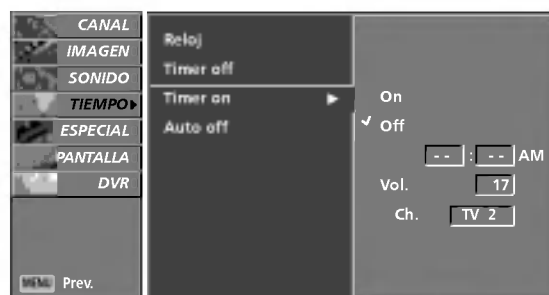 CANAL
IMAGEN
SONIDO
TIEMPO
ESPECIAL
PANTALLA
DVR
MENU Prev.
Reloj
Timer off
Timer on
Auto off
On
Off
-- : -- AM
Vol. 17
Ch. TV 2